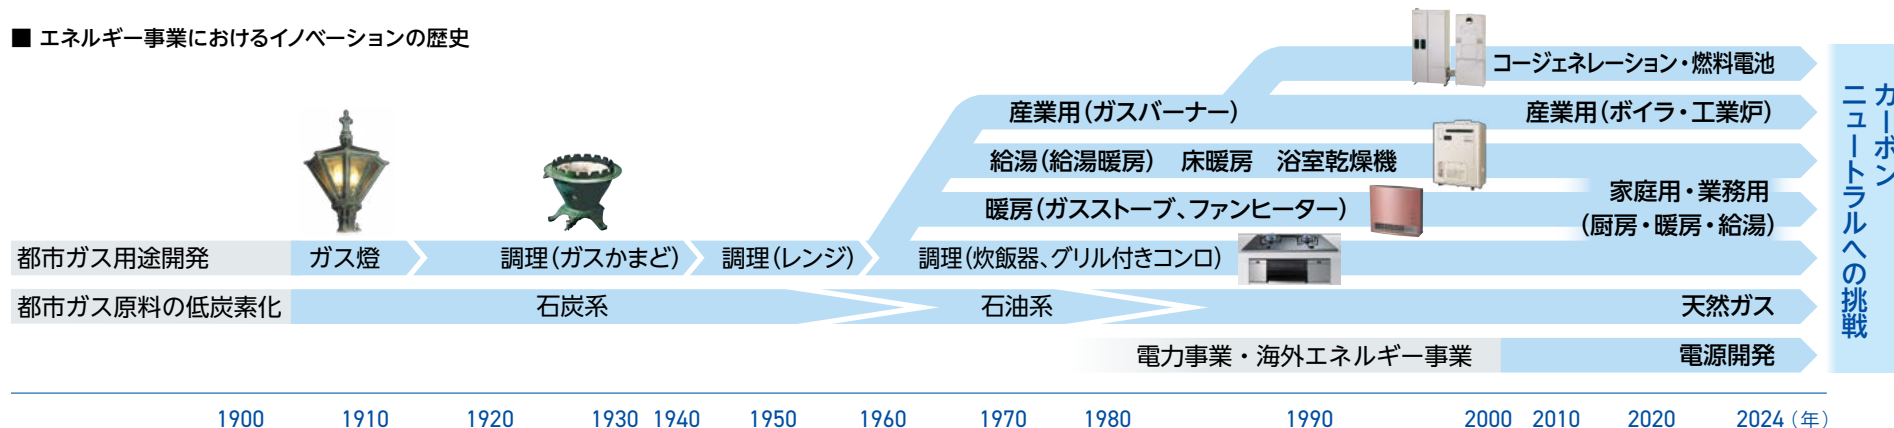 ■ エネルギー事業におけるイノベーションの歴史
コージェネレーション・燃料電池
産業用(ガスバーナー)
産業用(ボイラ・工業炉)
給湯(給湯暖房)
床暖房
浴室乾燥機
暖房(ガスストーブ、ファンヒーター)
家庭用・業務用
(厨房・暖房・給湯)
都市ガス用途開発
ガス燈
調理(ガスかまど)
調理(レンジ)
調理(炊飯器、グリル付きコンロ)
都市ガス原料の低炭素化
石炭系
石油系
天然ガス
電力事業・海外エネルギー事業
電源開発
カーボン
ニュートラルへの挑戦
1900 1910 1920 1930 1940 1950 1960 1970 1980 1990 2000 2010 2020 2024(年)